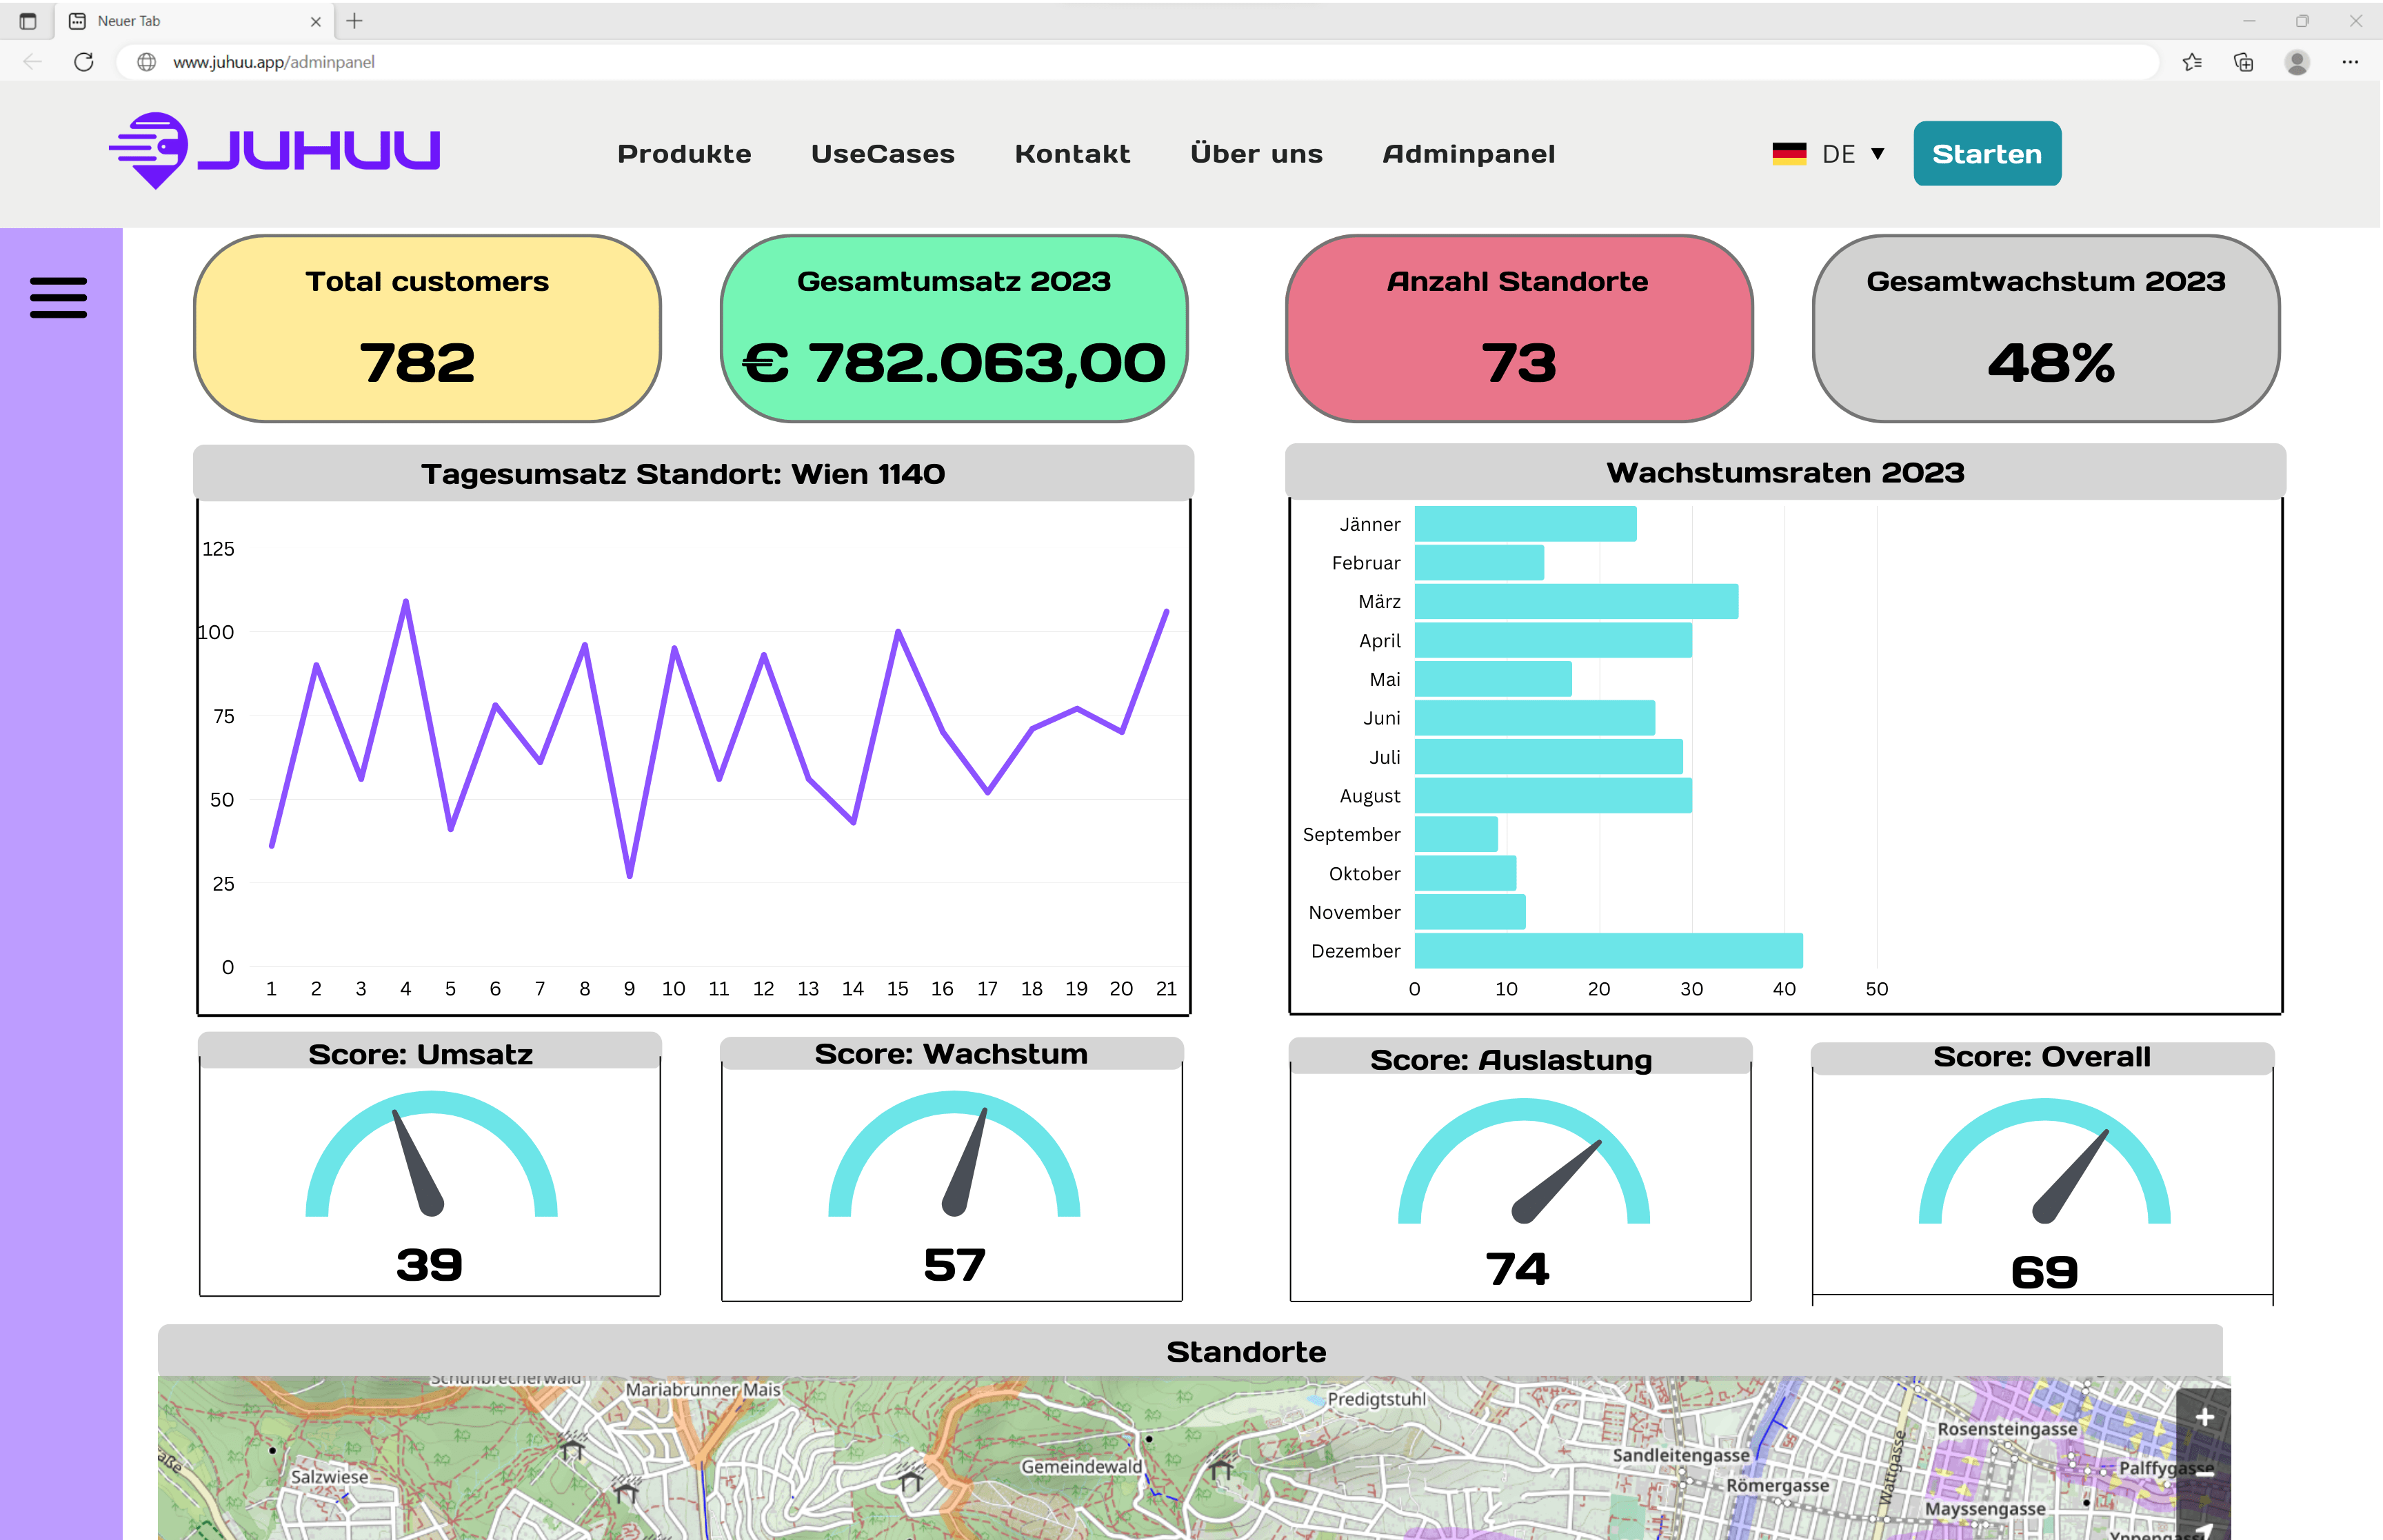 Neuer Tab
www.juhuu.app/adminpanel
JUHUU
Produkte
UseCases
Kontakt
Über uns
Adminpanel
DE
Starten
Total customers
782
Gesamtumsatz 2023
€ 782.063,00
Anzahl Standorte
73
Gesamtwachstum 2023
48%
Tagesumsatz Standort: Wien 1140
125
100
75
50
25
0
1 2 3 4 5 6 7 8 9 10 11 12 13 14 15 16 17 18 19 20 21
Wachstumsraten 2023
Jänner
Februar
März
April
Mai
Juni
Juli
August
September
Oktober
November
Dezember
0 10 20 30 40 50
Score: Umsatz
39
Score: Wachstum
57
Score: Auslastung
74
Score: Overall
69
Standorte
Mariabrunner Mais
Predigtstuhl
Rosensteingasse
Sandleitengasse
Gemeindewald
Palffygasse
Salzwiese
Römergasse
Wattgasse
Mayssengasse